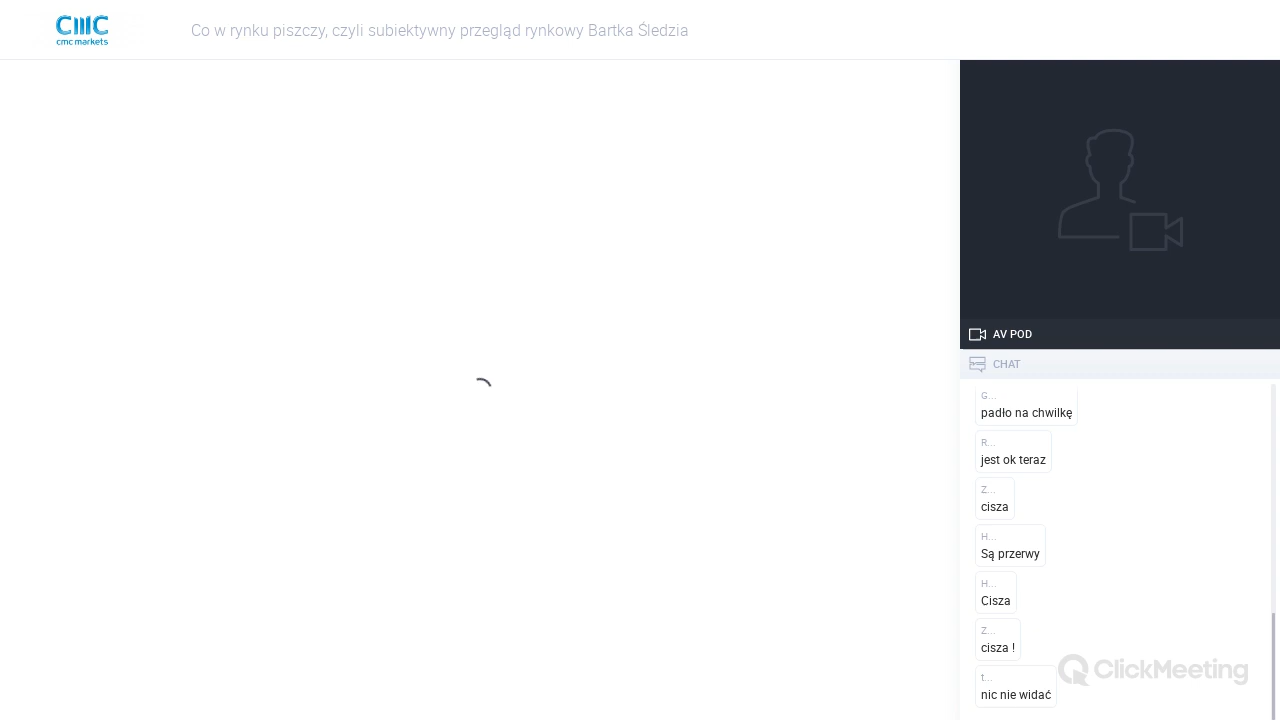 CMC
cmc markets
Co w rynku piszczy, czyli subiektywny przegląd rynkowy Bartka Śledzia
AV POD
CHAT
G...
padło na chwilkę
R...
jest ok teraz
Z...
cisza
H...
Są przerwy
H...
Cisza
Z...
cisza !
t...
nic nie widać
ClickMeeting